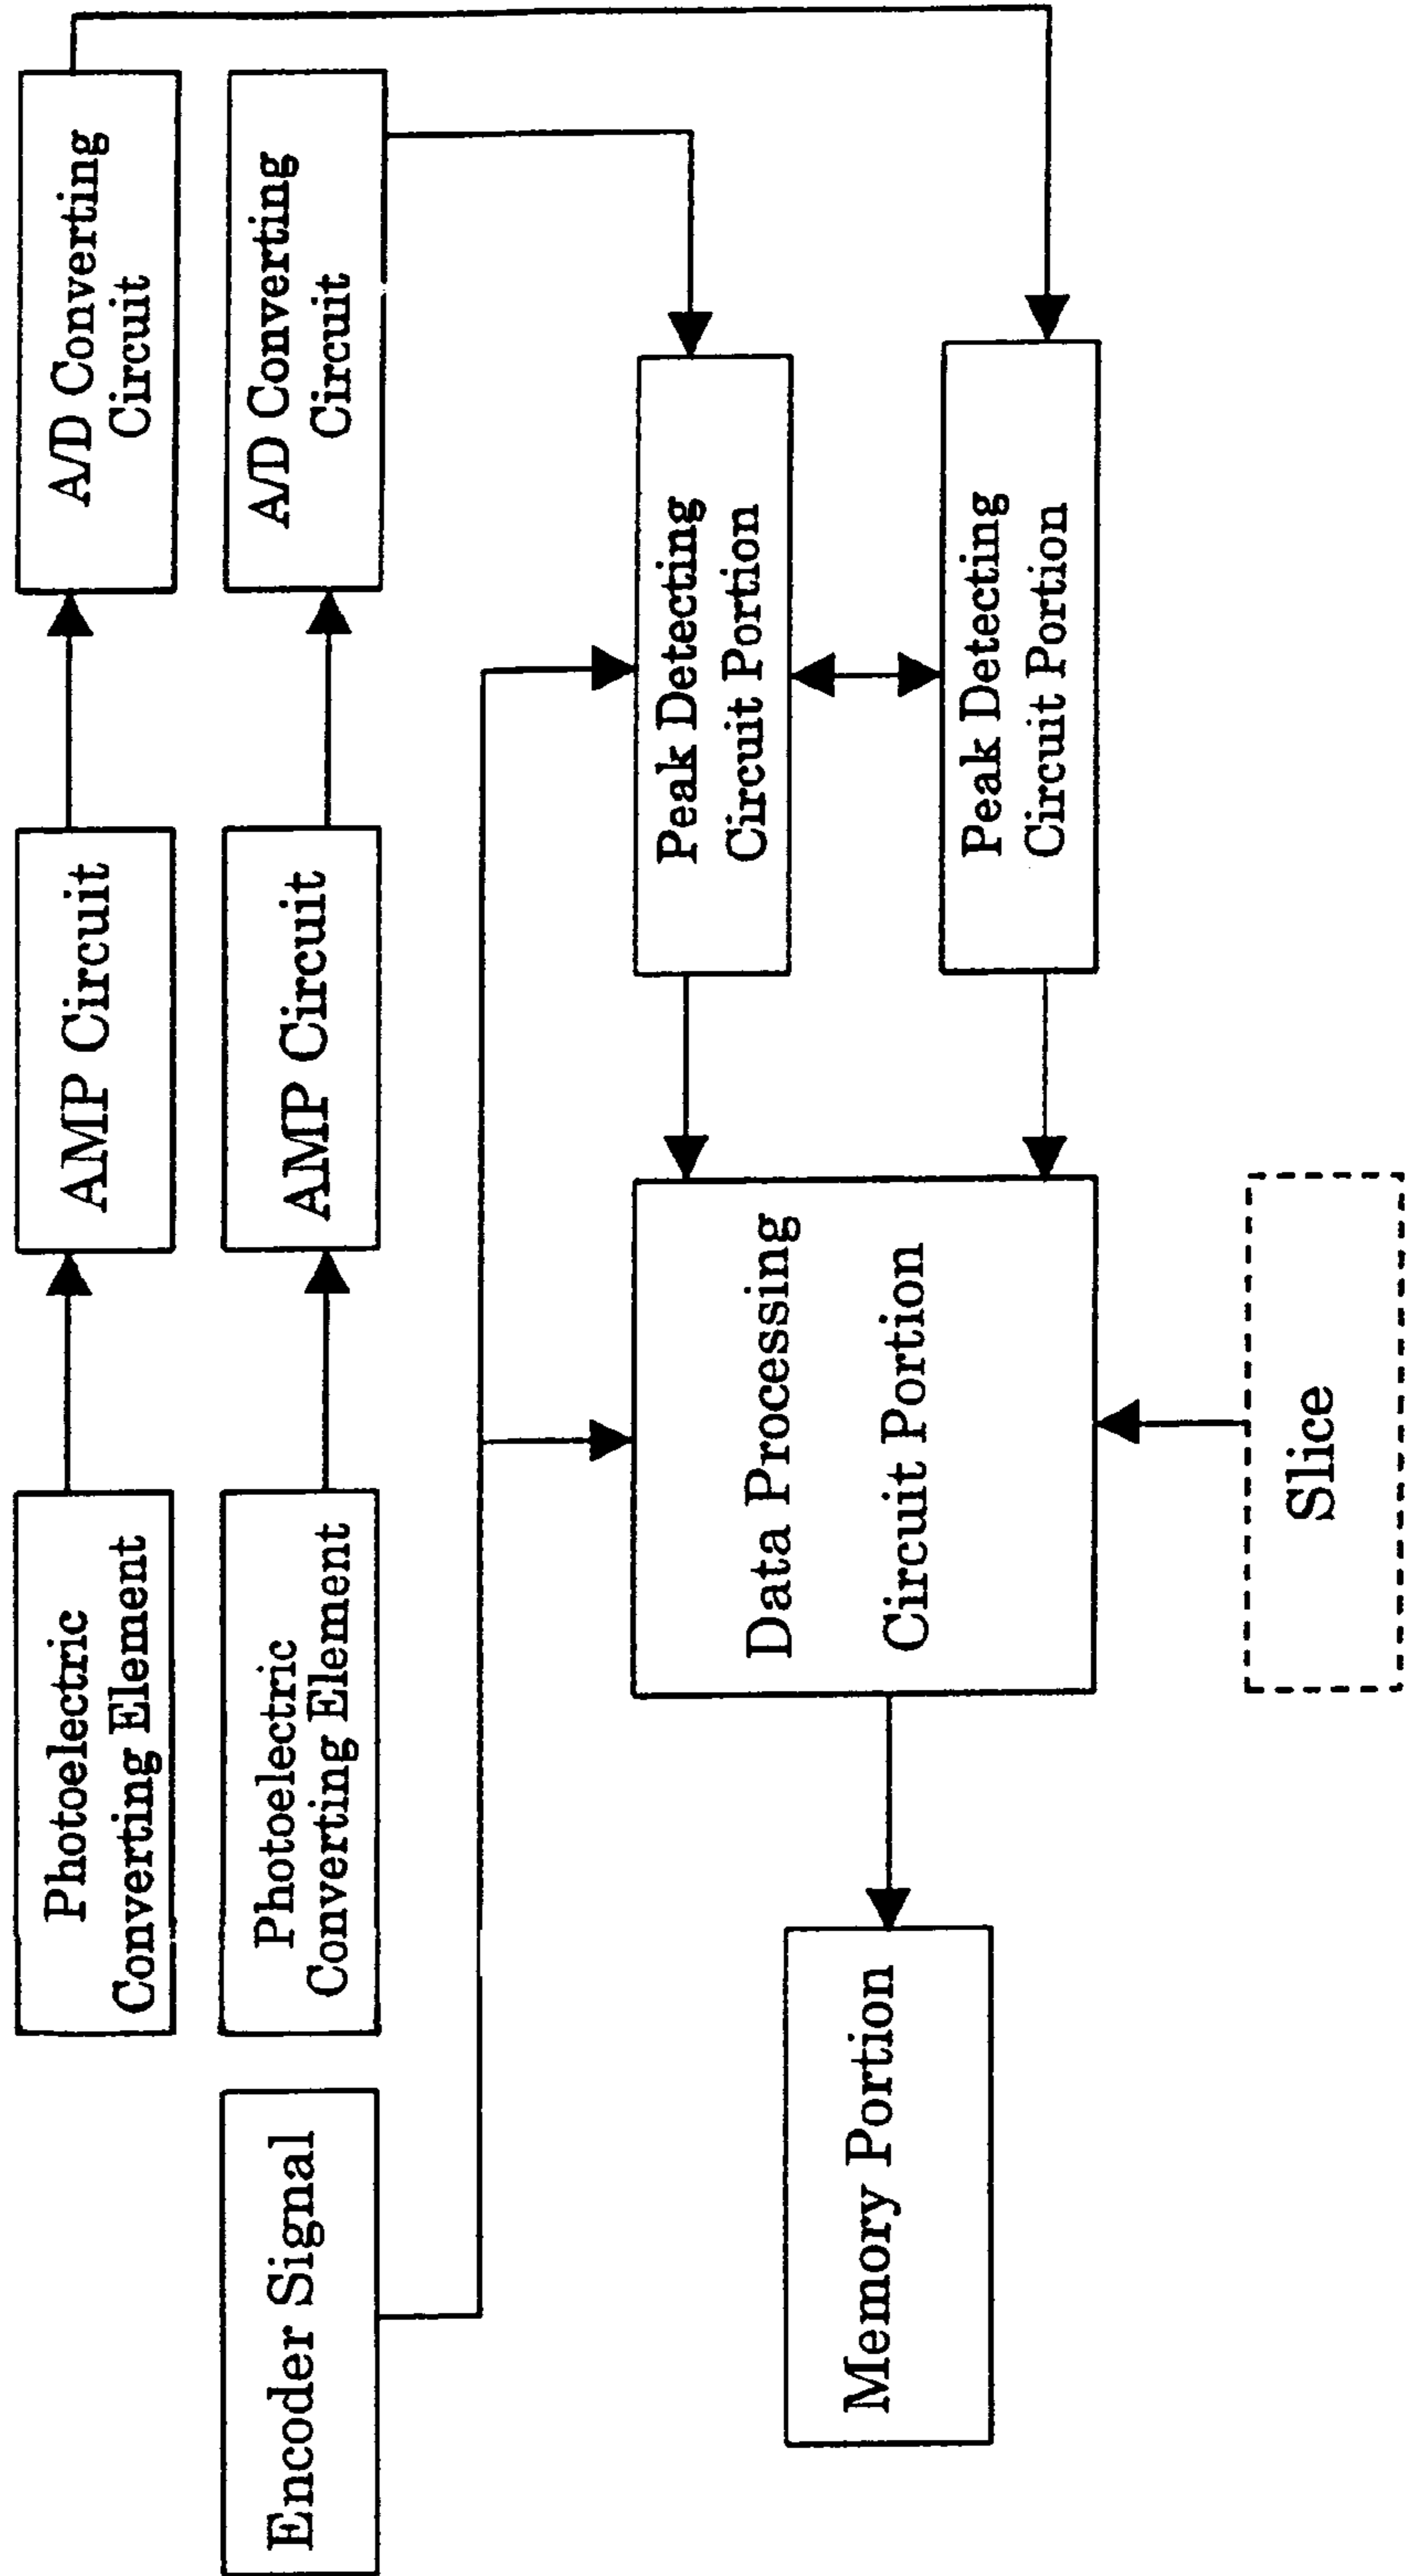 Photoelectric
Converting Element
AMP Circuit
A/D Converting
Circuit
Encoder Signal
Photoelectric
Converting Element
AMP Circuit
A/D Converting
Circuit
Peak Detecting
Circuit Portion
Data Processing
Circuit Portion
Memory Portion
Peak Detecting
Circuit Portion
Slice